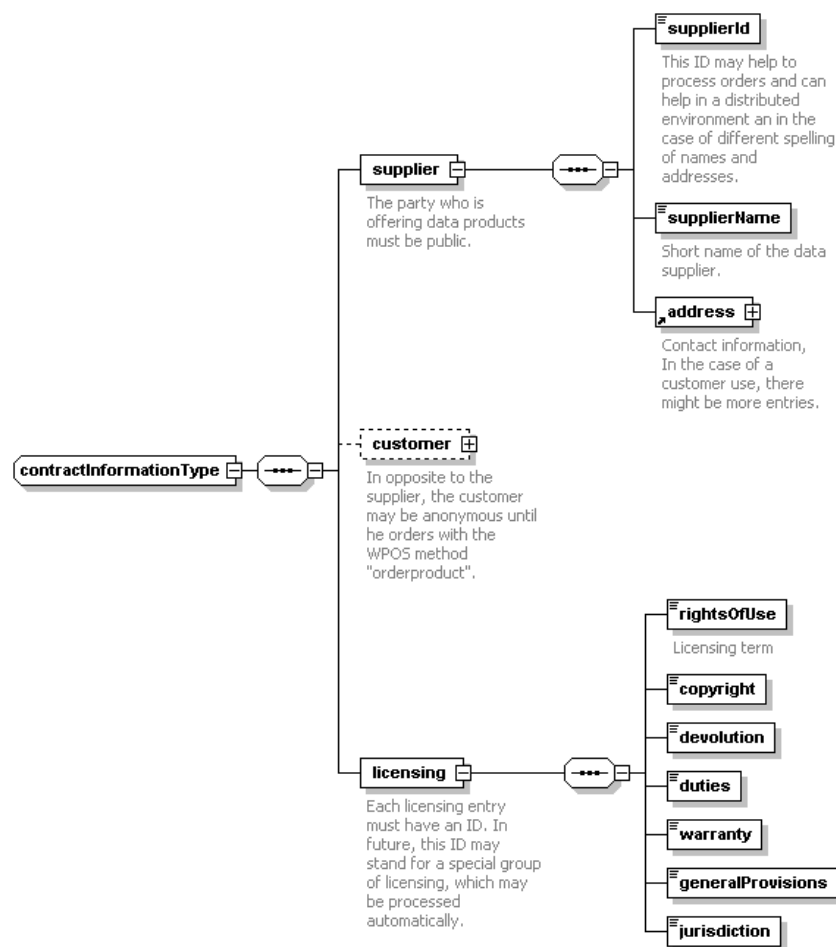 supplierId
This ID may help to
process orders and can
help in a distributed
environment an in the
case of different spelling
of names and
addresses.
supplier
The party who is
offering data products
must be public.
supplierName
Short name of the data
supplier.
address
Contact information,
In the case of a
customer use, there
might be more entries.
contractInformationType
customer
In opposite to the
supplier, the customer
may be anonymous until
he orders with the
WPOS method
"orderproduct".
licensing
Each licensing entry
must have an ID. In
future, this ID may
stand for a special group
of licensing, which may
be processed
automatically.
rightsOfUse
Licensing term
copyright
devolution
duties
warranty
generalProvisions
jurisdiction